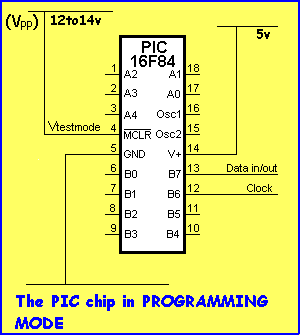 (VPP) 12to14v
5v
PIC
16F84
1 A2 A1 18
2 A3 A0 17
3 A4 Osc1 16
Vtestmode
4 MCLR Osc2 15
5 GND V+ 14
6 B0 B7 13 Data in/out
7 B1 B6 12 Clock
8 B2 B5 11
9 B3 B4 10
The PIC chip in PROGRAMMING
MODE